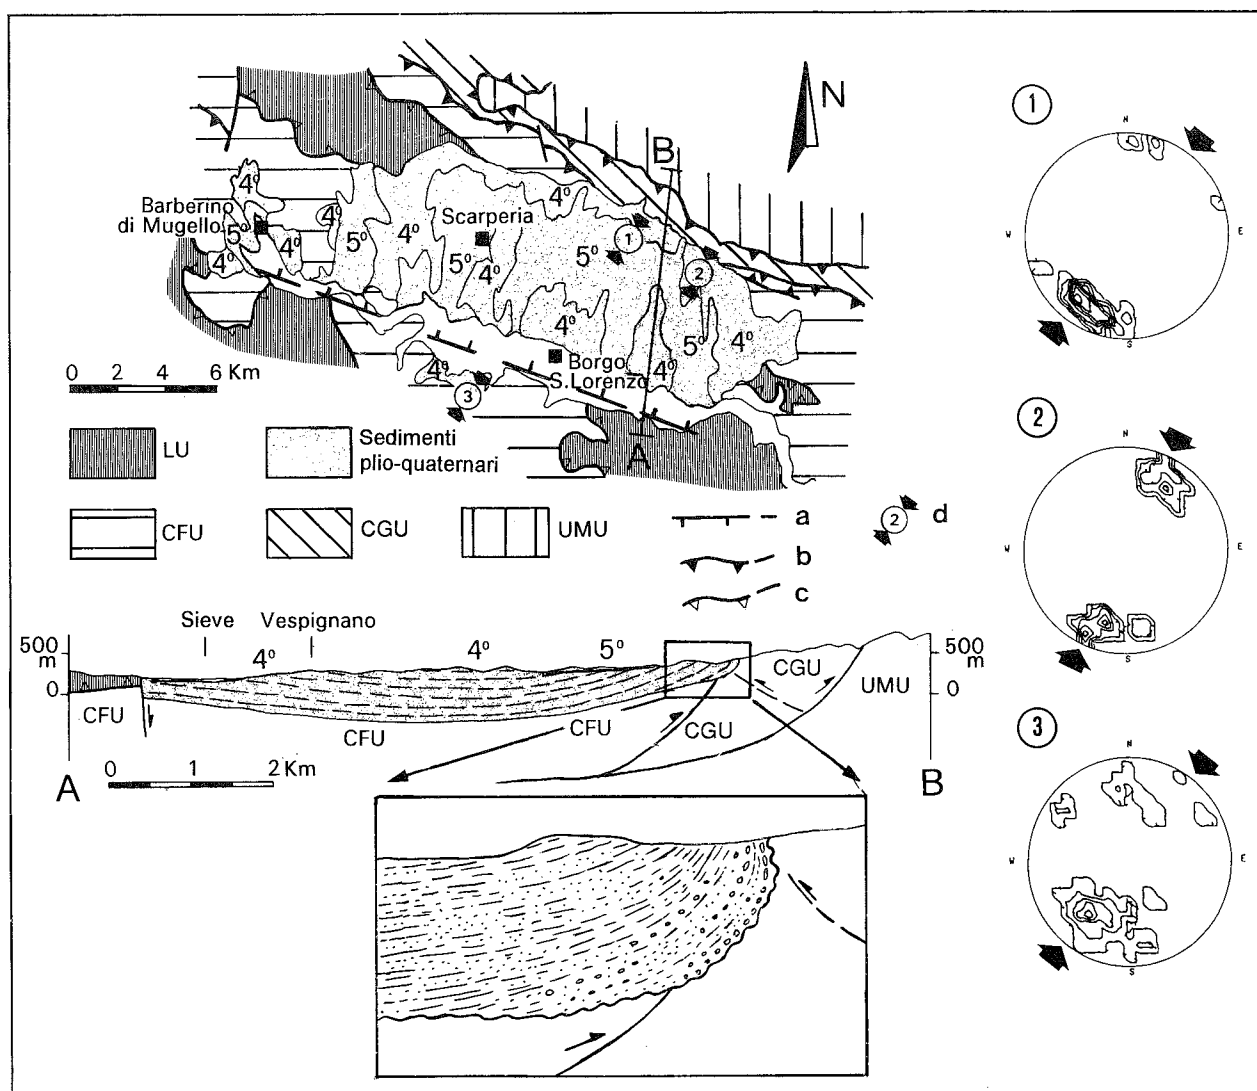 N
B
4°
Barberino
di Mugello
5°
4°
4°
4°
5°
4°
Scarperia
5°
4°
4°
5°
1
2
4°
5°
4°
4°
4°
Borgo
S. Lorenzo
3
A
0 2 4 6 Km
LU
Sedimenti
plio-quaternari
CFU
CGU
UMU
a
b
c
2 d
1
N
W E
S
2
N
W E
S
3
N
W E
S
Sieve Vespignano
500
m
0
4° 4° 5°
500
m
0
CGU
UMU
CFU
CFU
CFU
CGU
A
0 1 2 Km
B